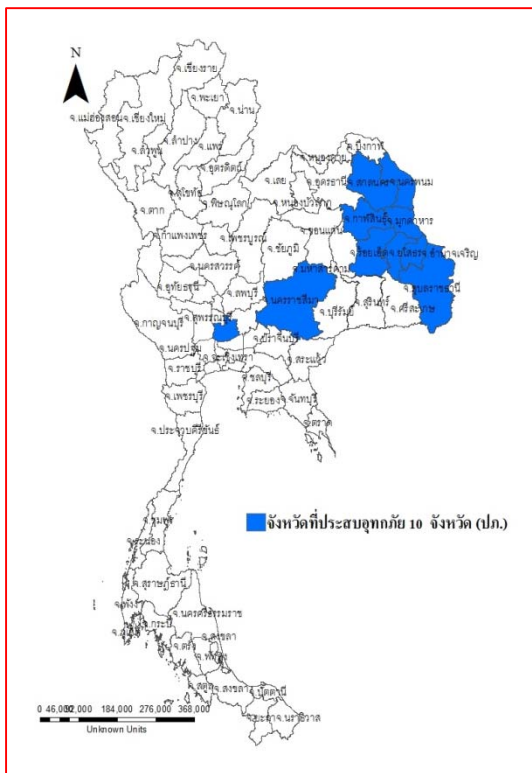 N
จ.เชียงราย
จ.พะเยา
จ.น่าน
จ.แม่ฮ่องสอน
จ.เชียงใหม่
จ.ลำปาง
จ.ลำพูน
จ.แพร่
จ.อุตรดิตถ์
จ.บึงกาฬ
จ.หนองคาย
จ.เลย
จ.อุดรธานี
จ.สกลนคร
จ.นครพนม
จ.สุโขทัย
จ.ตาก
จ.พิษณุโลก
จ.หนองบัวลำภู
จ.กาฬสินธุ์
จ.มุกดาหาร
จ.กำแพงเพชร
จ.เพชรบูรณ์
จ.ขอนแก่น
จ.ชัยภูมิ
จ.ร้อยเอ็ด
จ.ยโสธร
จ.อำนาจเจริญ
จ.นครสวรรค์
จ.มหาสารคาม
จ.อุทัยธานี
จ.ลพบุรี
จ.นครราชสีมา
จ.บุรีรัมย์
จ.สุรินทร์
จ.ศรีสะเกษ
จ.อุบลราชธานี
จ.กาญจนบุรี
จ.สุพรรณบุรี
จ.ปราจีนบุรี
จ.นครปฐม
จ.ฉะเชิงเทรา
จ.สระแก้ว
จ.ราชบุรี
จ.ชลบุรี
จ.เพชรบุรี
จ.ระยอง
จ.จันทบุรี
จ.ตราด
จ.ประจวบคีรีขันธ์
จังหวัดที่ประสบอุทกภัย 10 จังหวัด (ปภ.)
จ.ชุมพร
จ.ระนอง
จ.สุราษฎร์ธานี
จ.พังงา
จ.กระบี่
จ.นครศรีธรรมราช
จ.ตรัง
จ.สงขลา
จ.สตูล
จ.สงขลา
จ.ปัตตานี
จ.ยะลา
จ.นราธิวาส
0 46,000 92,000 184,000 276,000 368,000
Unknown Units